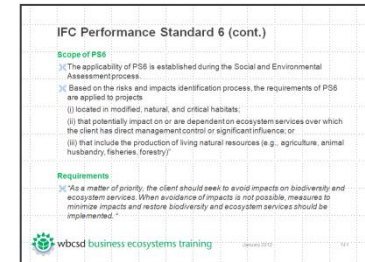 IFC Performance Standard 6 (cont.)
Scope of PS6
The applicability of PS6 is established during the Social and Environmental
Assessment process.
Based on the risks and impacts identification process, the requirements of PS6
are applied to projects
(i) located in modified, natural, and critical habitats;
(ii) that potentially impact on or are dependent on ecosystem services over which
the client has direct management control or significant influence; or
(iii) that include the production of living natural resources (e.g., agriculture, animal
husbandry, fisheries, forestry)"
Requirements
"As a matter of priority, the client should seek to avoid impacts on biodiversity and
ecosystem services. When avoidance of impacts is not possible, measures to
minimize impacts and restore biodiversity and ecosystem services should be
implemented."
wbcsd business ecosystems training
January 2012